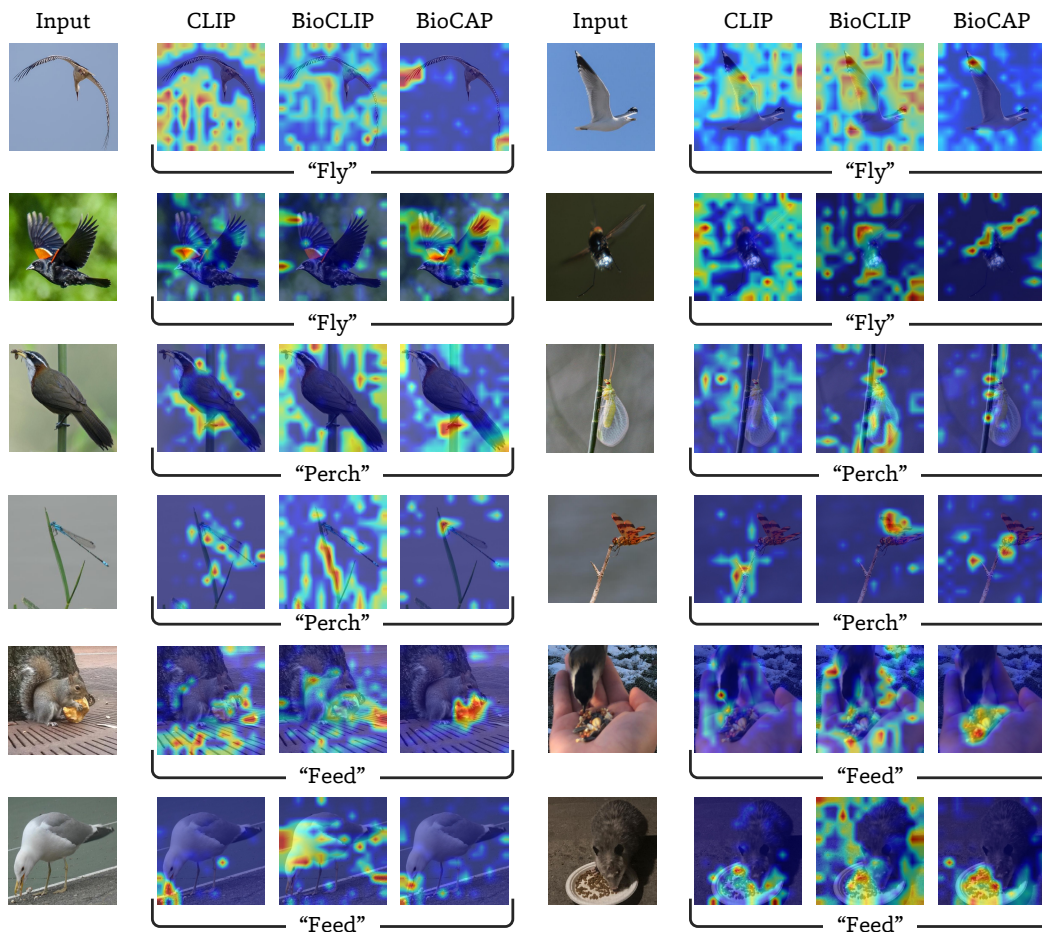 Input CLIP BioCLIP BioCAP Input CLIP BioCLIP BioCAP
“Fly” “Fly”
“Fly” “Fly”
“Perch” “Perch”
“Perch” “Perch”
“Feed” “Feed”
“Feed” “Feed”